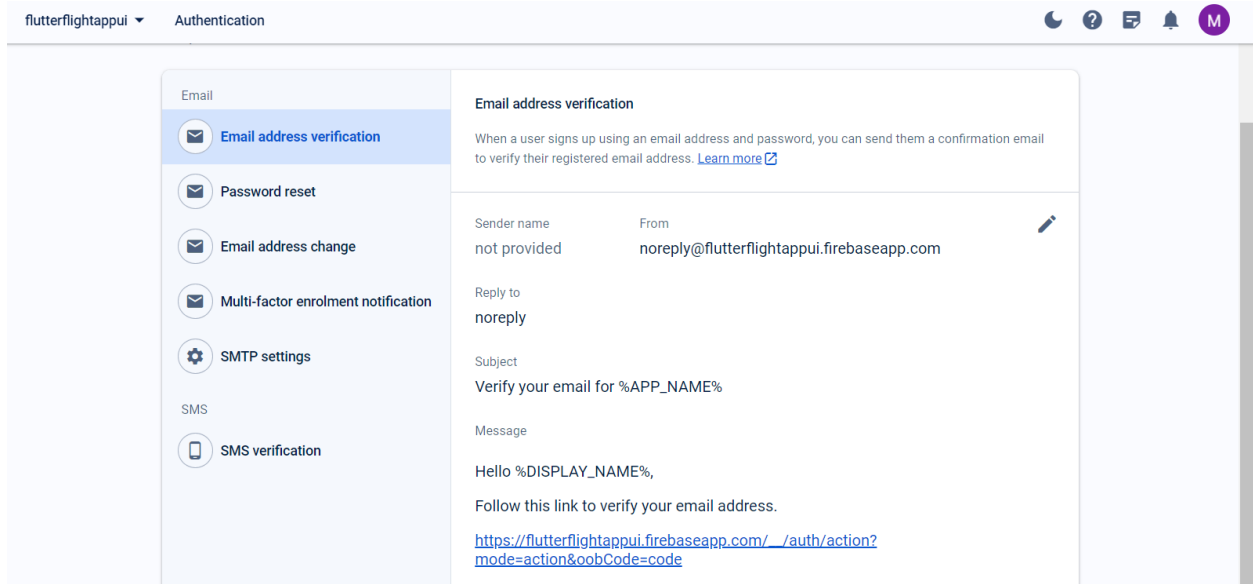 flutterflightappui
Authentication
M
Email
Email address verification
Password reset
Email address change
Multi-factor enrolment notification
SMTP settings
SMS
SMS verification
Email address verification
When a user signs up using an email address and password, you can send them a confirmation email
to verify their registered email address. Learn more
Sender name
From
not provided
noreply@flutterflightappui.firebaseapp.com
Reply to
noreply
Subject
Verify your email for %APP_NAME%
Message
Hello %DISPLAY_NAME%,
Follow this link to verify your email address.
https://flutterflightappui.firebaseapp.com/__/auth/action?
mode=action&oobCode=code